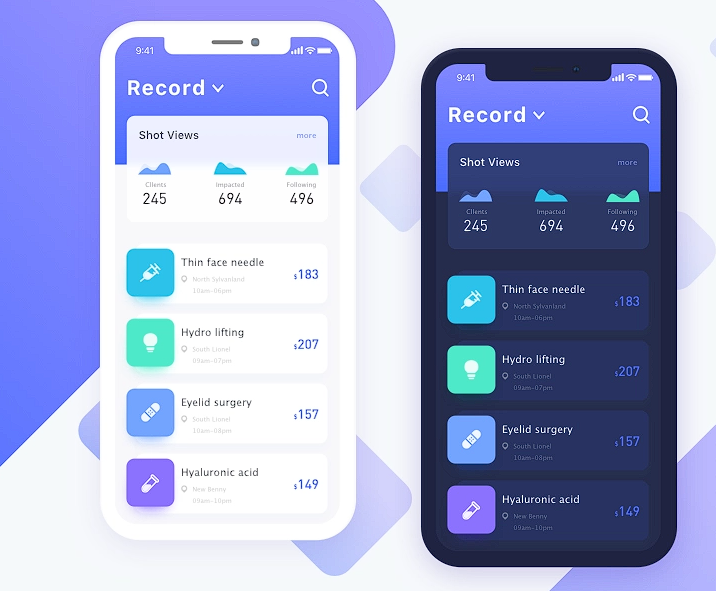 9:41
Record
Shot Views
more
Clients
Impacted
Following
245
694
496
Thin face needle
North Sylvanland
10am-06pm
$183
Hydro lifting
South Lionel
09am-07pm
$207
Eyelid surgery
South Lionel
10am-08pm
$157
Hyaluronic acid
New Benny
09am-10pm
$149
9:41
Record
Shot Views
more
Clients
Impacted
Following
245
694
496
Thin face needle
North Sylvanland
10am-06pm
$183
Hydro lifting
South Lionel
09am-07pm
$207
Eyelid surgery
South Lionel
10am-08pm
$157
Hyaluronic acid
New Benny
09am-10pm
$149